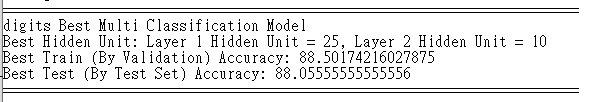 digits Best Multi Classification Model
Best Hidden Unit: Layer 1 Hidden Unit = 25, Layer 2 Hidden Unit = 10
Best Train (By Validation) Accuracy: 88.50174216027875
Best Test (By Test Set) Accuracy: 88.05555555555556